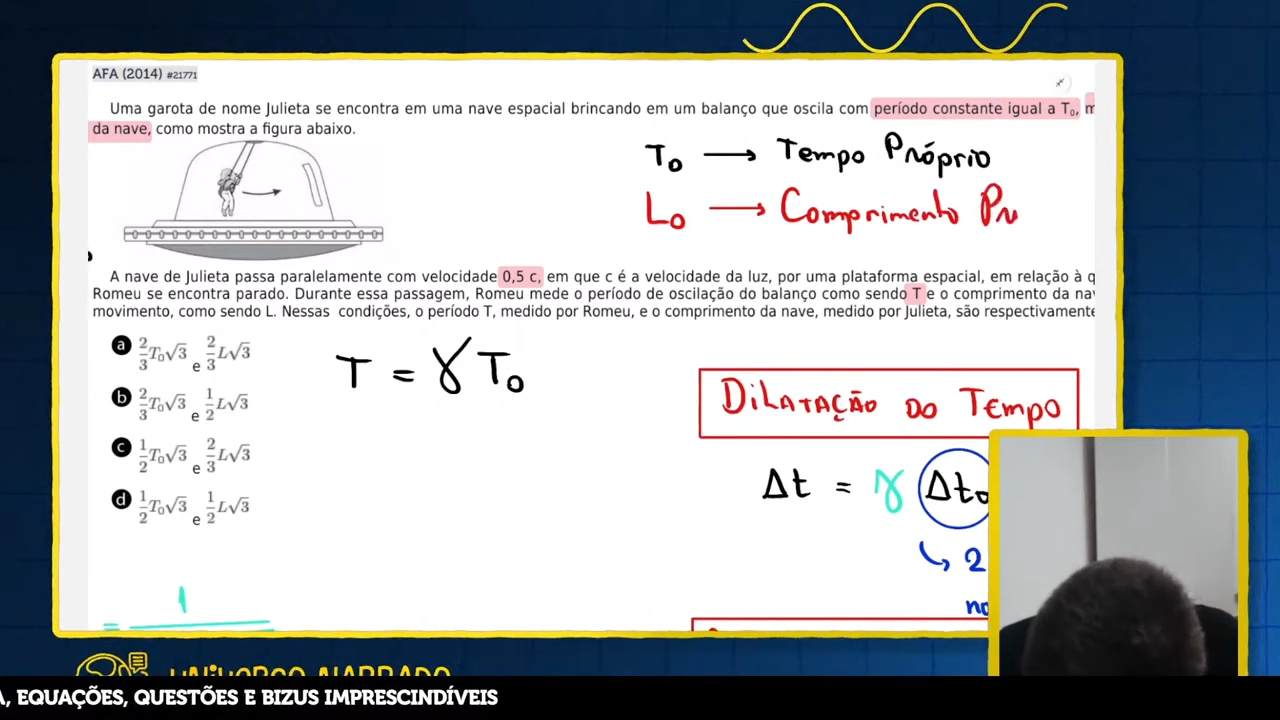 AFA (2014) #21771
Uma garota de nome Julieta se encontra em uma nave espacial brincando em um balanço que oscila com período constante igual a T₀,
da nave, como mostra a figura abaixo.
T₀ → Tempo Próprio
L₀ → Comprimento
A nave de Julieta passa paralelamente com velocidade 0,5 c, em que c é a velocidade da luz, por uma plataforma espacial, em relação à
Romeu se encontra parado. Durante essa passagem, Romeu mede o período de oscilação do balanço como sendo T e o comprimento da
movimento, como sendo L. Nessas condições, o período T, medido por Romeu, e o comprimento da nave, medido por Julieta, são respectivamente
a 2/3 T₀√3 e 2/3 L√3
b 2/3 T₀√3 e 1/2 L√3
c 1/2 T₀√3 e 2/3 L√3
d 1/2 T₀√3 e 1/2 L√3
T = γ T₀
DILATAÇÃO DO TEMPO
Δt = γ Δt₀
↳ 2
= 1
UNIVERSO NARRADO
, EQUAÇÕES, QUESTÕES E BIZUS IMPRESCINDÍVEIS